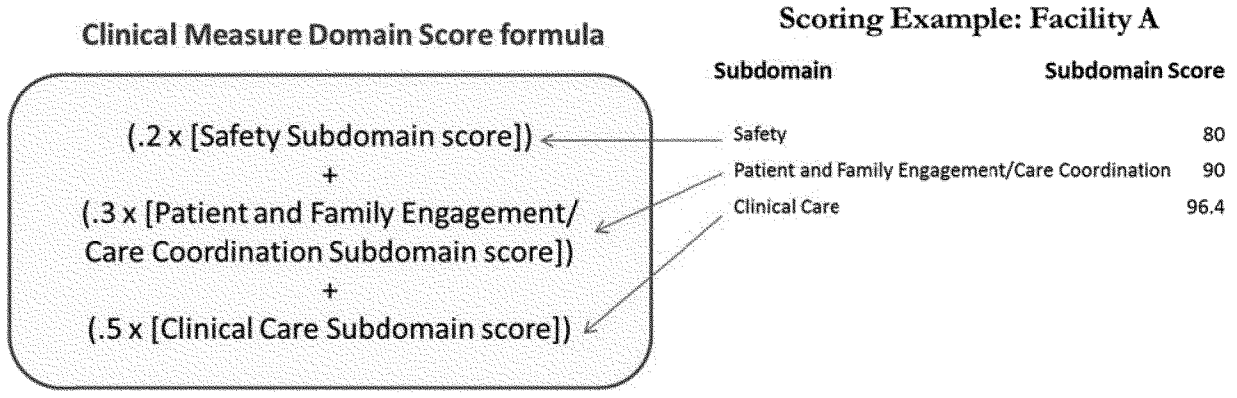 Clinical Measure Domain Score formula
(.2 x [Safety Subdomain score])
+
(.3 x [Patient and Family Engagement/
Care Coordination Subdomain score])
+
(.5 x [Clinical Care Subdomain score])
Scoring Example: Facility A
Subdomain Subdomain Score
Safety 80
Patient and Family Engagement/Care Coordination 90
Clinical Care 96.4